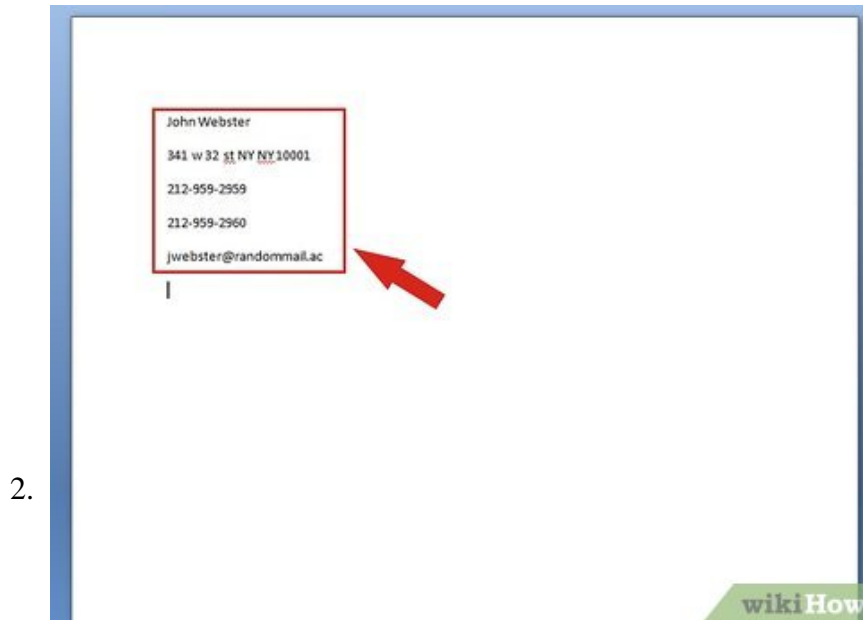 John Webster
341 w 32 st NY NY 10001
212-959-2959
212-959-2960
jwebster@randommail.ac
2.
wikiHow